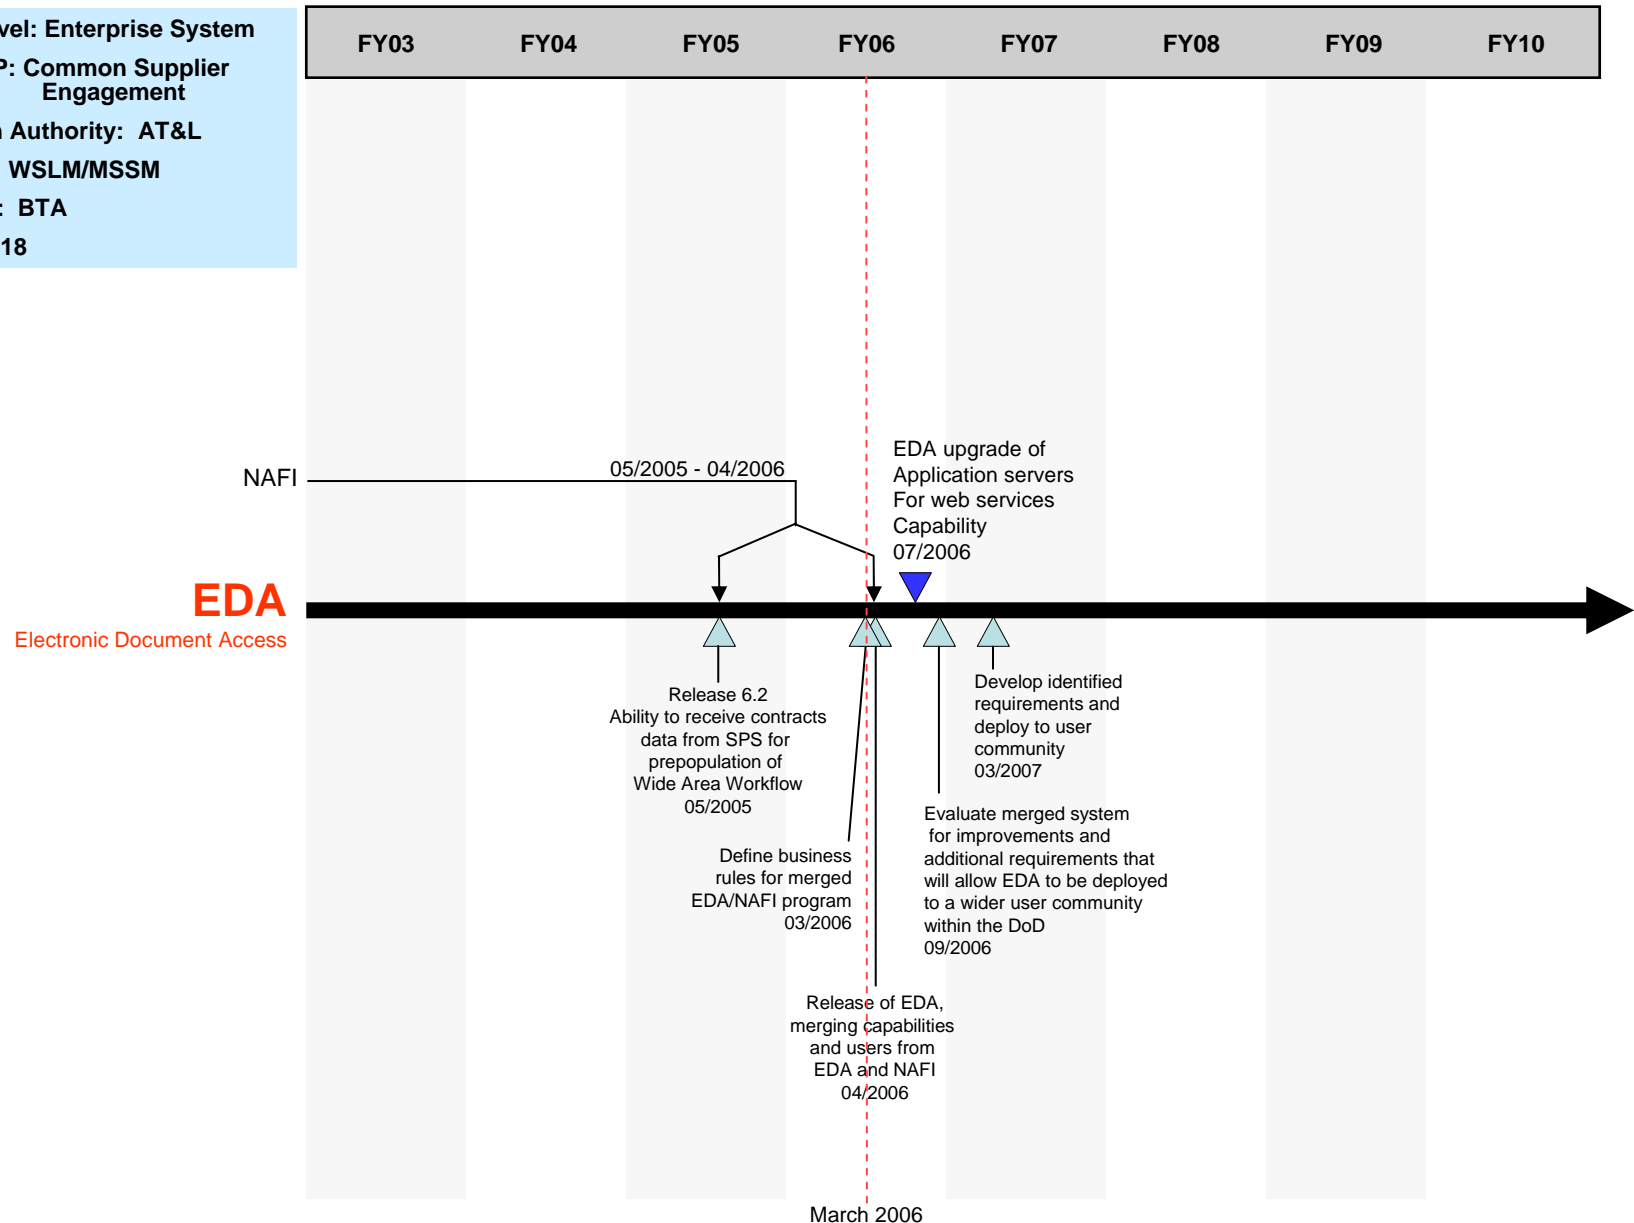 vel: Enterprise System
P: Common Supplier
Engagement
Authority: AT&L
WSLM/MSSM
: BTA
18
FY03 FY04 FY05 FY06 FY07 FY08 FY09 FY10
EDA upgrade of
Application servers
For web services
Capability
07/2006
NAFI
05/2005 - 04/2006
EDA
Electronic Document Access
Release 6.2
Ability to receive contracts
data from SPS for
prepopulation of
Wide Area Workflow
05/2005
Define business
rules for merged
EDA/NAFI program
03/2006
Release of EDA,
merging capabilities
and users from
EDA and NAFI
04/2006
Develop identified
requirements and
deploy to user
community
03/2007
Evaluate merged system
for improvements and
additional requirements that
will allow EDA to be deployed
to a wider user community
within the DoD
09/2006
March 2006